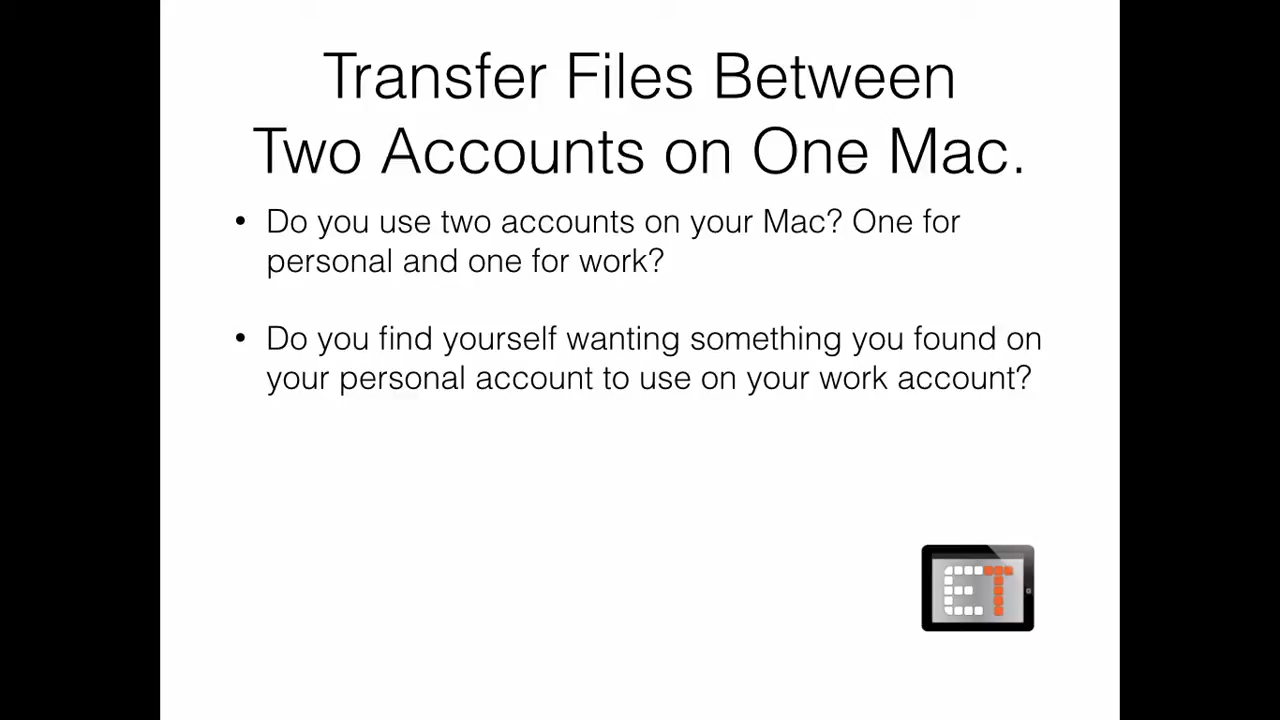 Transfer Files Between
Two Accounts on One Mac.
• Do you use two accounts on your Mac? One for
personal and one for work?
• Do you find yourself wanting something you found on
your personal account to use on your work account?
ET